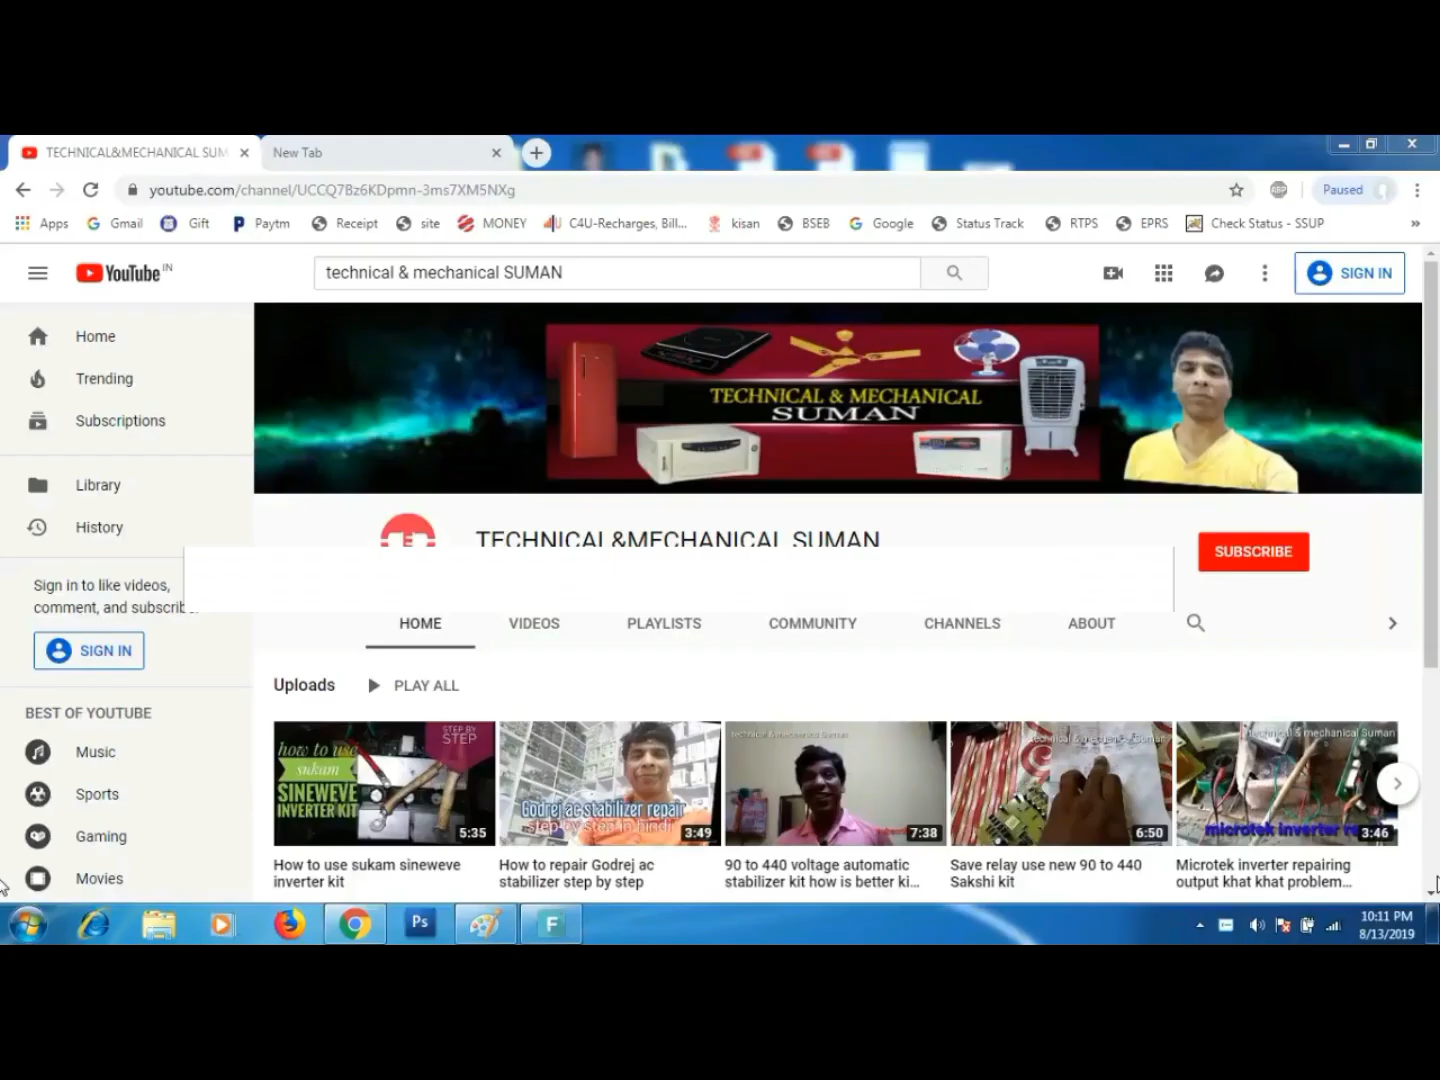 TECHNICAL&MECHANICAL SUM
New Tab
youtube.com/channel/UCCQ7Bz6KDpmn-3ms7XM5NXg
Paused
Apps
Gmail
Gift
Paytm
Receipt
site
MONEY
C4U-Recharges, Bill...
kisan
BSEB
Google
Status Track
RTPS
EPRS
Check Status - SSUP
»
YouTube IN
technical & mechanical SUMAN
SIGN IN
Home
Trending
Subscriptions
Library
History
Sign in to like videos,
comment, and subscrib
SIGN IN
BEST OF YOUTUBE
Music
Sports
Gaming
Movies
TECHNICAL & MECHANICAL
SUMAN
TECHNICAL&MECHANICAL SUMAN
SUBSCRIBE
HOME
VIDEOS
PLAYLISTS
COMMUNITY
CHANNELS
ABOUT
Uploads
PLAY ALL
how to use
sukam
SINEWEVE
INVERTER KIT
STEP BY
STEP
5:35
How to use sukam sineweve
inverter kit
Godrej ac stabilizer repair
step by step in hindi
3:49
How to repair Godrej ac
stabilizer step by step
technical & mechanical Suman
7:38
90 to 440 voltage automatic
stabilizer kit how is better ki...
technical & mechanical Suman
6:50
Save relay use new 90 to 440
Sakshi kit
technical & mechanical Suman
microtek inverter re
3:46
Microtek inverter repairing
output khat khat problem...
Ps
F
10:11 PM
8/13/2019